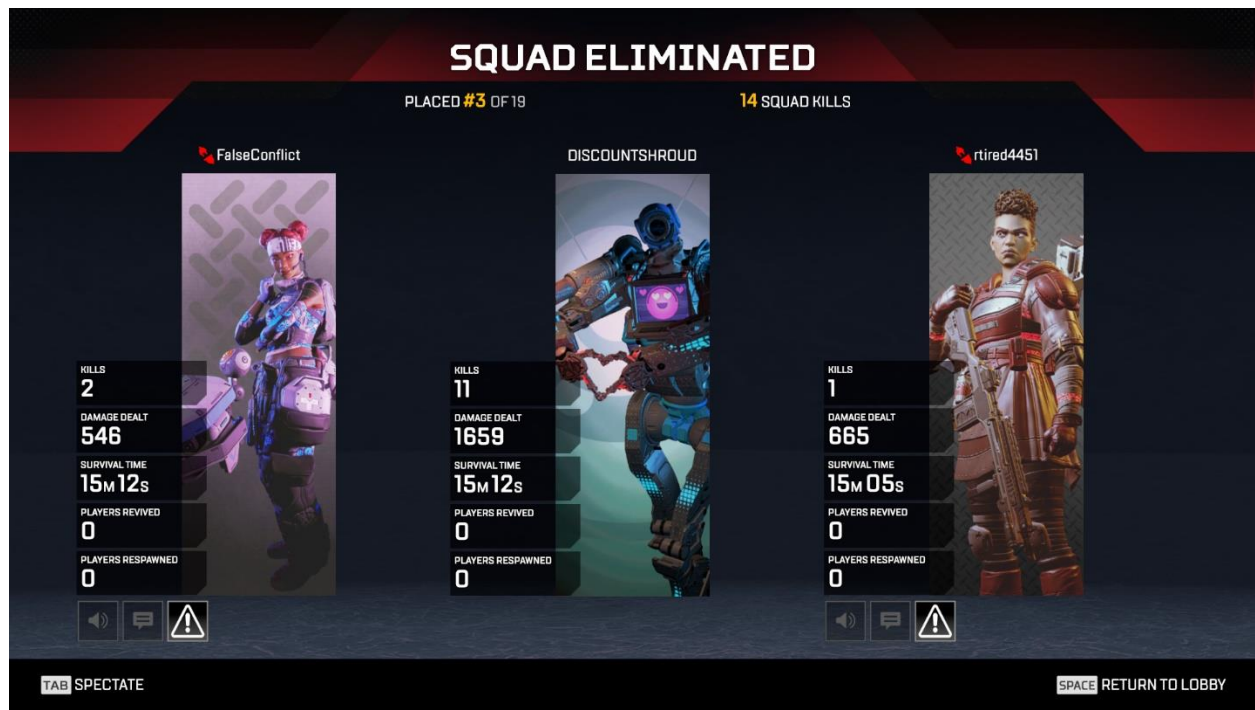 SQUAD ELIMINATED
PLACED #3 OF 19
14 SQUAD KILLS
FalseConflict
KILLS
2
DAMAGE DEALT
546
SURVIVAL TIME
15M 12S
PLAYERS REVIVED
0
PLAYERS RESPAWNED
0
DISCOUNTSHROUD
KILLS
11
DAMAGE DEALT
1659
SURVIVAL TIME
15M 12S
PLAYERS REVIVED
0
PLAYERS RESPAWNED
0
rtired4451
KILLS
1
DAMAGE DEALT
665
SURVIVAL TIME
15M 05S
PLAYERS REVIVED
0
PLAYERS RESPAWNED
0
TAB SPECTATE
SPACE RETURN TO LOBBY